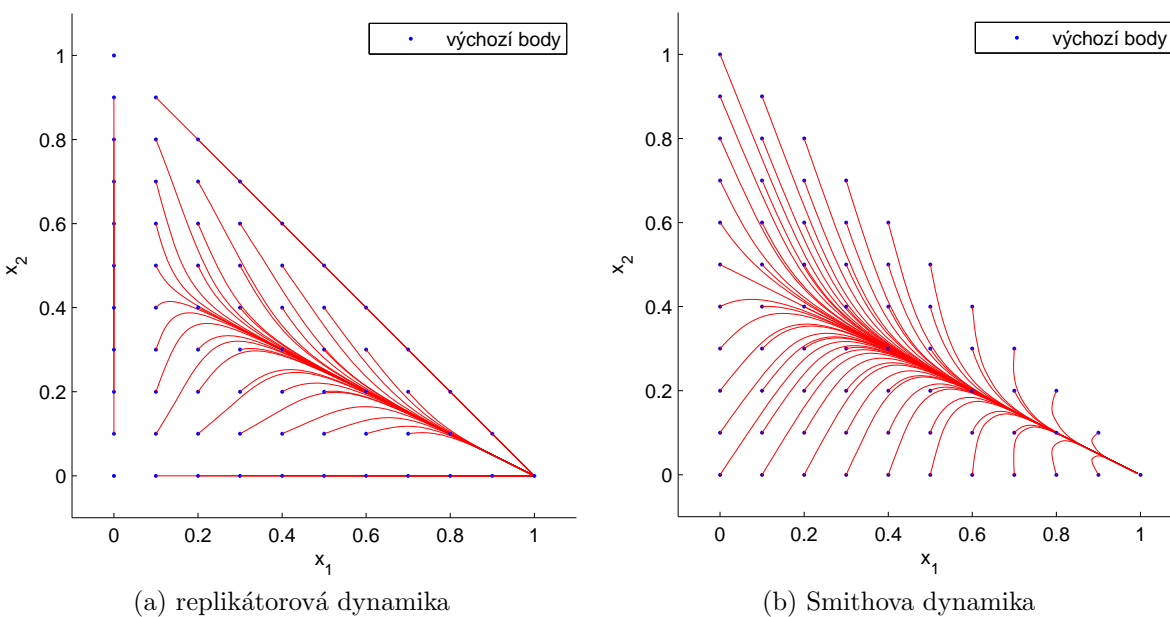 výchozí body
1
0.8
0.6
0.4
0.2
0
x2
0 0.2 0.4 0.6 0.8 1
x1
(a) replikátorová dynamika
výchozí body
1
0.8
0.6
0.4
0.2
0
x2
0 0.2 0.4 0.6 0.8 1
x1
(b) Smithova dynamika